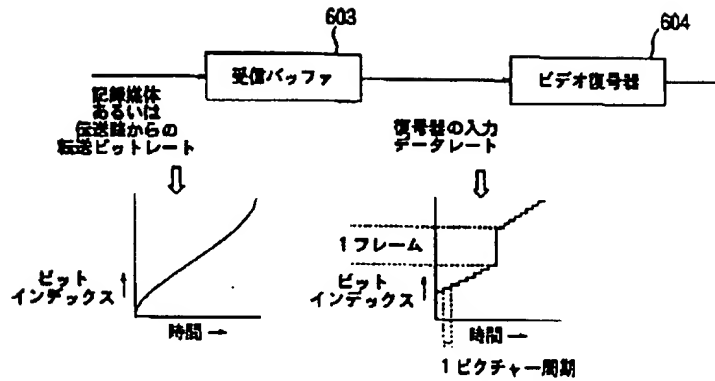 603
受信バッファ
604
ビデオ復号器
記録媒体
あるいは
伝送路からの
転送ビットレート
復号器の入力
データレート
ビット
インデックス
時間
1フレーム
ビット
インデックス
時間
1ピクチャー周期